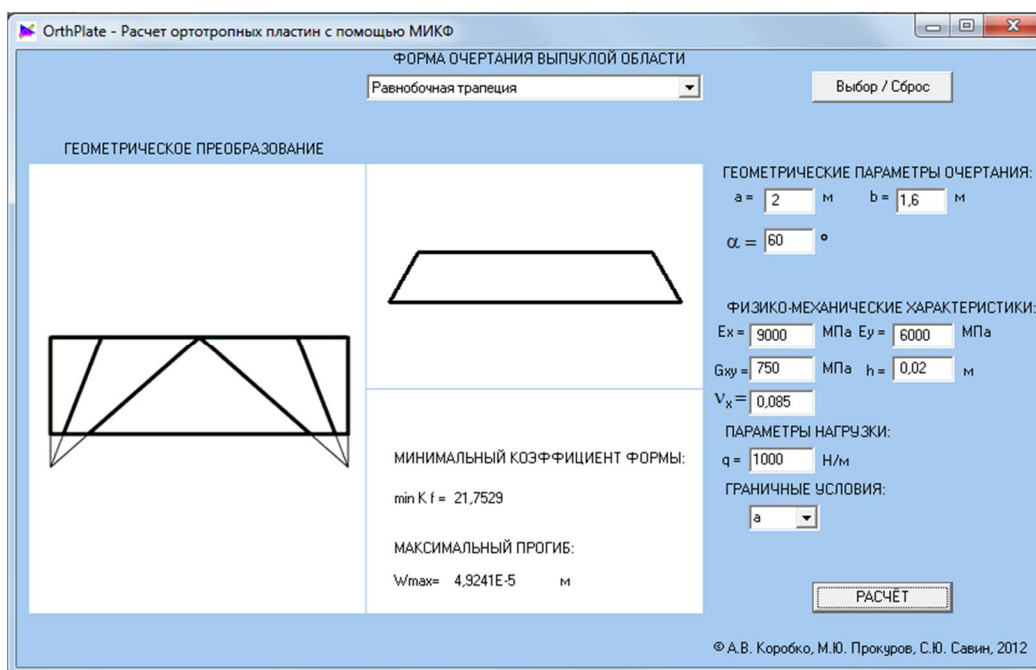 OrthPlate - Расчет ортотропных пластин с помощью МИКФ
ФОРМА ОЧЕРТАНИЯ ВЫПУКЛОЙ ОБЛАСТИ
Равнобочная трапеция
Выбор / Сброс
ГЕОМЕТРИЧЕСКОЕ ПРЕОБРАЗОВАНИЕ
ГЕОМЕТРИЧЕСКИЕ ПАРАМЕТРЫ ОЧЕРТАНИЯ:
a = 2 м b = 1,6 м
α = 60 °
ФИЗИКО-МЕХАНИЧЕСКИЕ ХАРАКТЕРИСТИКИ:
Ex = 9000 МПа Ey = 6000 МПа
Gxy = 750 МПа h = 0,02 м
νx = 0,085
ПАРАМЕТРЫ НАГРУЗКИ:
q = 1000 Н/м
ГРАНИЧНЫЕ УСЛОВИЯ:
а
МИНИМАЛЬНЫЙ КОЭФФИЦИЕНТ ФОРМЫ:
min K f = 21,7529
МАКСИМАЛЬНЫЙ ПРОГИБ:
Wmax= 4,9241E-5 м
РАСЧЁТ
© А.В. Коробко, М.Ю. Прокуров, С.Ю. Савин, 2012